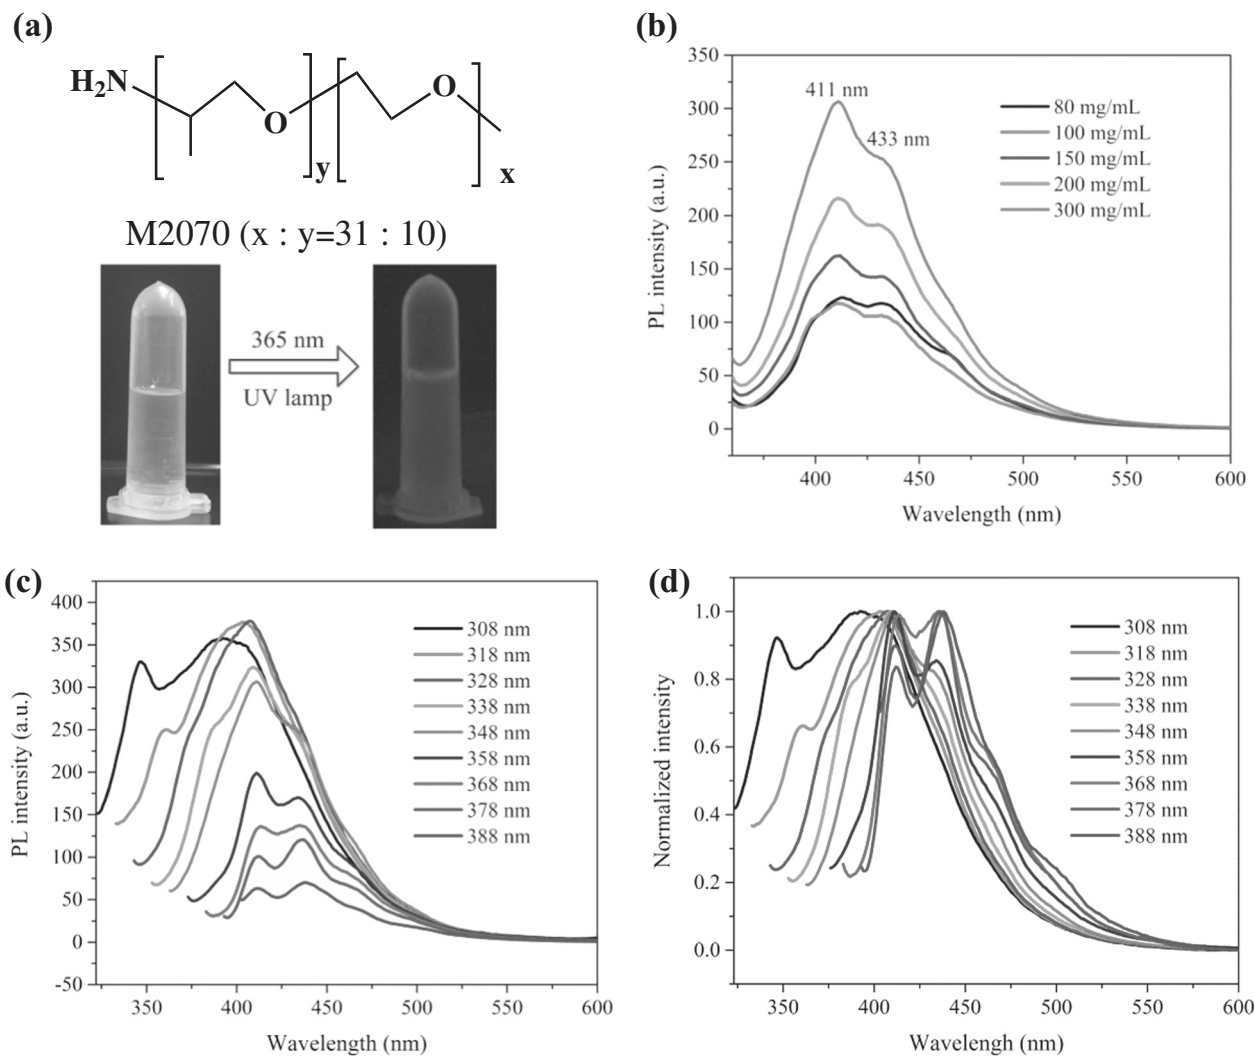 (a)
H₂N
O
y
O
x
M2070 (x : y=31 : 10)
365 nm
UV lamp
(b)
350
300
250
200
150
100
50
0
PL intensity (a.u.)
411 nm
433 nm
80 mg/mL
100 mg/mL
150 mg/mL
200 mg/mL
300 mg/mL
400
450
500
550
600
Wavelength (nm)
(c)
400
350
300
250
200
150
100
50
0
-50
PL intensity (a.u.)
308 nm
318 nm
328 nm
338 nm
348 nm
358 nm
368 nm
378 nm
388 nm
350
400
450
500
550
600
Wavelength (nm)
(d)
1.0
0.8
0.6
0.4
0.2
0.0
Normalized intensity
308 nm
318 nm
328 nm
338 nm
348 nm
358 nm
368 nm
378 nm
388 nm
350
400
450
500
550
600
Wavelengh (nm)